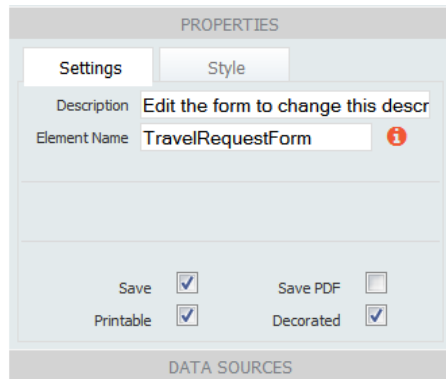 PROPERTIES
Settings Style
Description Edit the form to change this descr
Element Name TravelRequestForm
Save Save PDF
Printable Decorated
DATA SOURCES